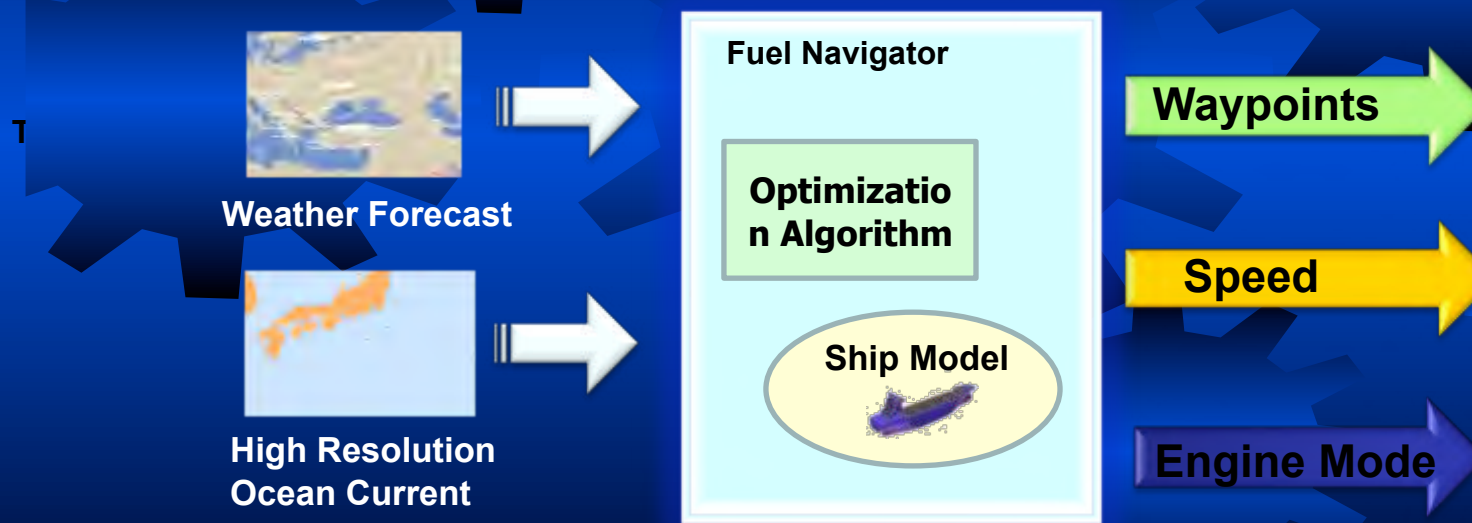 Fuel Navigator
Weather Forecast
High Resolution
Ocean Current
Optimizatio
n Algorithm
Ship Model
Waypoints
Speed
Engine Mode